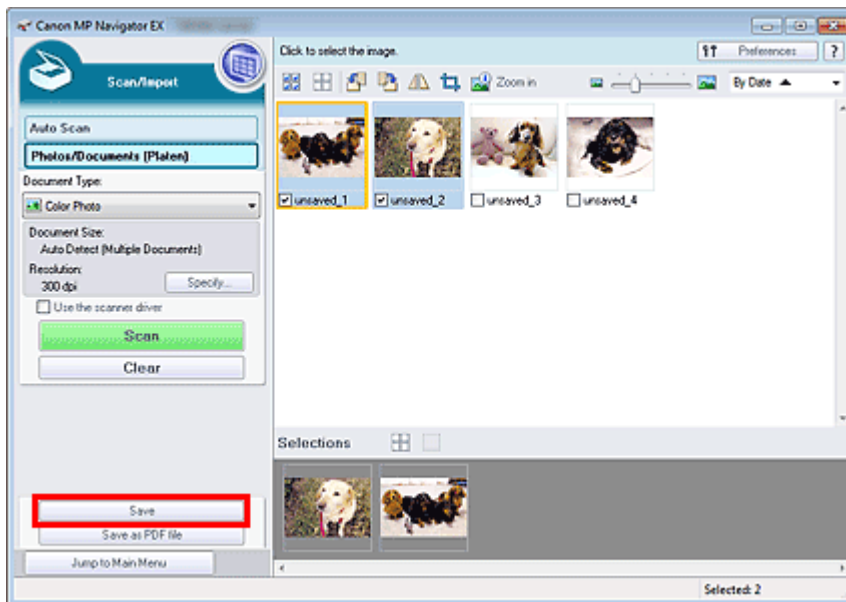 Canon MP Navigator EX
Scan/Import
Auto Scan
Photos/Documents (Platen)
Document Type:
Color Photo
Document Size:
Auto Detect (Multiple Documents)
Resolution:
300 dpi
Specify...
Use the scanner driver
Scan
Clear
Save
Save as PDF file
Jump to Main Menu
Click to select the image.
Preferences
?
Zoom in
By Date
unsaved_1
unsaved_2
unsaved_3
unsaved_4
Selections
Selected: 2